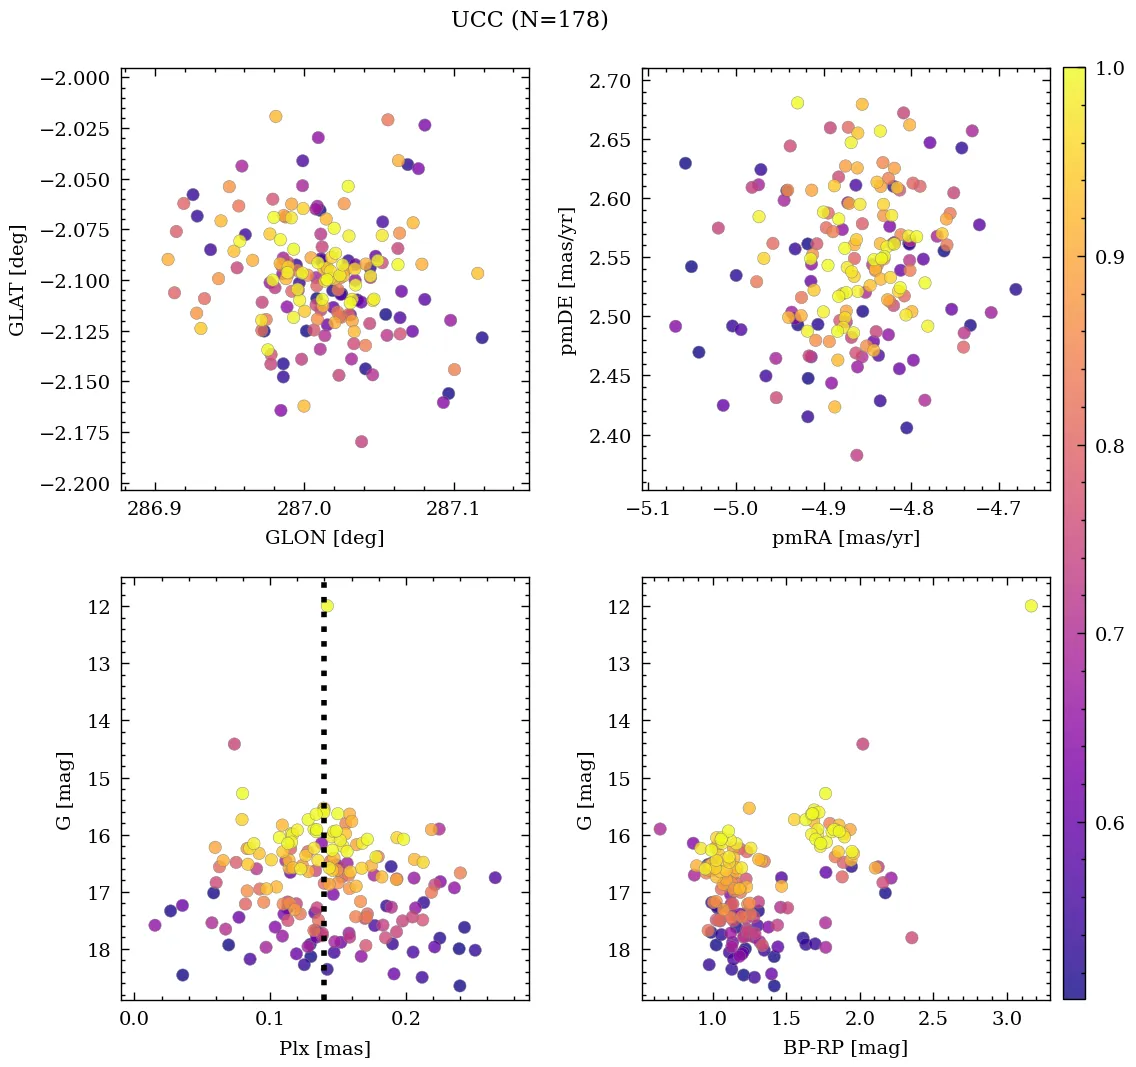 UCC (N=178)
−2.000
−2.025
−2.050
−2.075
−2.100
−2.125
−2.150
−2.175
−2.200
GLAT [deg]
286.9 287.0 287.1
GLON [deg]
2.70
2.65
2.60
2.55
2.50
2.45
2.40
pmDE [mas/yr]
−5.1 −5.0 −4.9 −4.8 −4.7
pmRA [mas/yr]
12
13
14
15
16
17
18
G [mag]
0.0 0.1 0.2
Plx [mas]
12
13
14
15
16
17
18
G [mag]
1.0 1.5 2.0 2.5 3.0
BP-RP [mag]
1.0
0.9
0.8
0.7
0.6